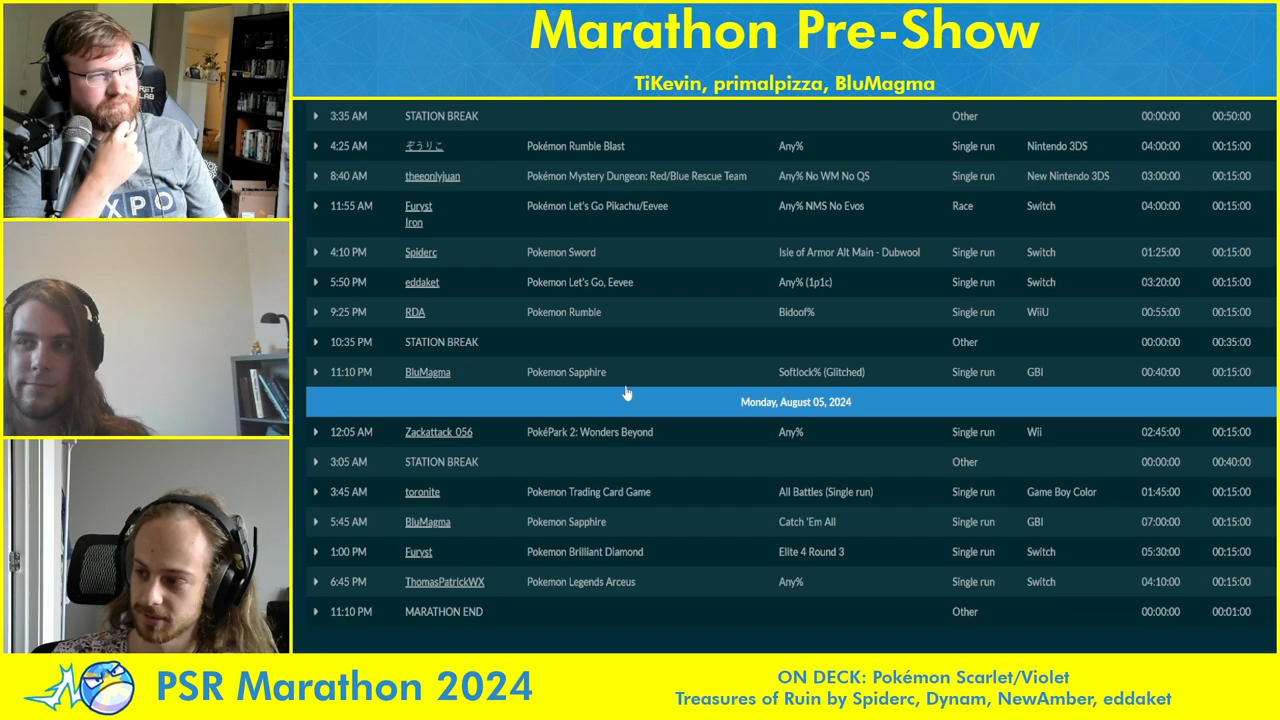 Marathon Pre-Show
TiKevin, primalpizza, BluMagma
3:35 AM STATION BREAK Other 00:00:00 00:50:00
4:25 AM ぞうりこ Pokémon Rumble Blast Any% Single run Nintendo 3DS 04:00:00 00:15:00
8:40 AM theeonlyjuan Pokémon Mystery Dungeon: Red/Blue Rescue Team Any% No WM No QS Single run New Nintendo 3DS 03:00:00 00:15:00
11:55 AM Furyst Pokémon Let's Go Pikachu/Eevee Any% NMS No Evos Race Switch 04:00:00 00:15:00
Iron
4:10 PM Spiderc Pokemon Sword Isle of Armor Alt Main - Dubwool Single run Switch 01:25:00 00:15:00
5:50 PM eddaket Pokemon Let's Go, Eevee Any% (1p1c) Single run Switch 03:20:00 00:15:00
9:25 PM RDA Pokemon Rumble Bidoof% Single run WiiU 00:55:00 00:15:00
10:35 PM STATION BREAK Other 00:00:00 00:35:00
11:10 PM BluMagma Pokemon Sapphire Softlock% (Glitched) Single run GBI 00:40:00 00:15:00
Monday, August 05, 2024
12:05 AM Zackattack_056 PokéPark 2: Wonders Beyond Any% Single run Wii 02:45:00 00:15:00
3:05 AM STATION BREAK Other 00:00:00 00:40:00
3:45 AM toronite Pokemon Trading Card Game All Battles (Single run) Single run Game Boy Color 01:45:00 00:15:00
5:45 AM BluMagma Pokemon Sapphire Catch 'Em All Single run GBI 07:00:00 00:15:00
1:00 PM Furyst Pokemon Brilliant Diamond Elite 4 Round 3 Single run Switch 05:30:00 00:15:00
6:45 PM ThomasPatrickWX Pokemon Legends Arceus Any% Single run Switch 04:10:00 00:15:00
11:10 PM MARATHON END Other 00:00:00 00:01:00
XPO
PSR Marathon 2024
ON DECK: Pokémon Scarlet/Violet
Treasures of Ruin by Spiderc, Dynam, NewAmber, eddaket